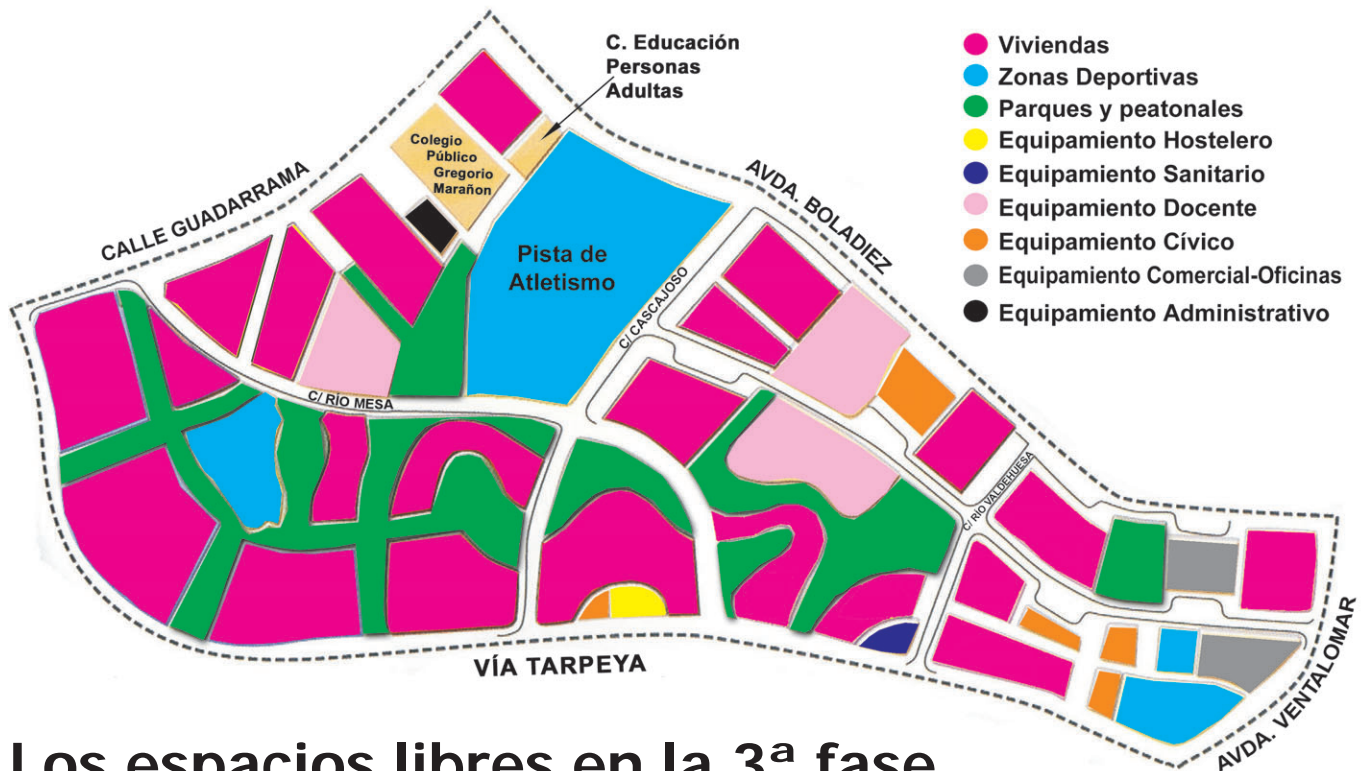 C. Educación
Personas
Adultas
Viviendas
Zonas Deportivas
Parques y peatonales
Equipamiento Hostelero
Equipamiento Sanitario
Equipamiento Docente
Equipamiento Cívico
Equipamiento Comercial-Oficinas
Equipamiento Administrativo
Colegio
Público
Gregorio
Marañon
CALLE GUADARRAMA
AVDA. BOLADIEZ
Pista de
Atletismo
C/ CASCAJOSO
C/ RÍO MESA
C/ RÍO VALDEHUESA
VÍA TARPEYA
AVDA. VENTALOMAR
Los espacios libres en la 3ª fase